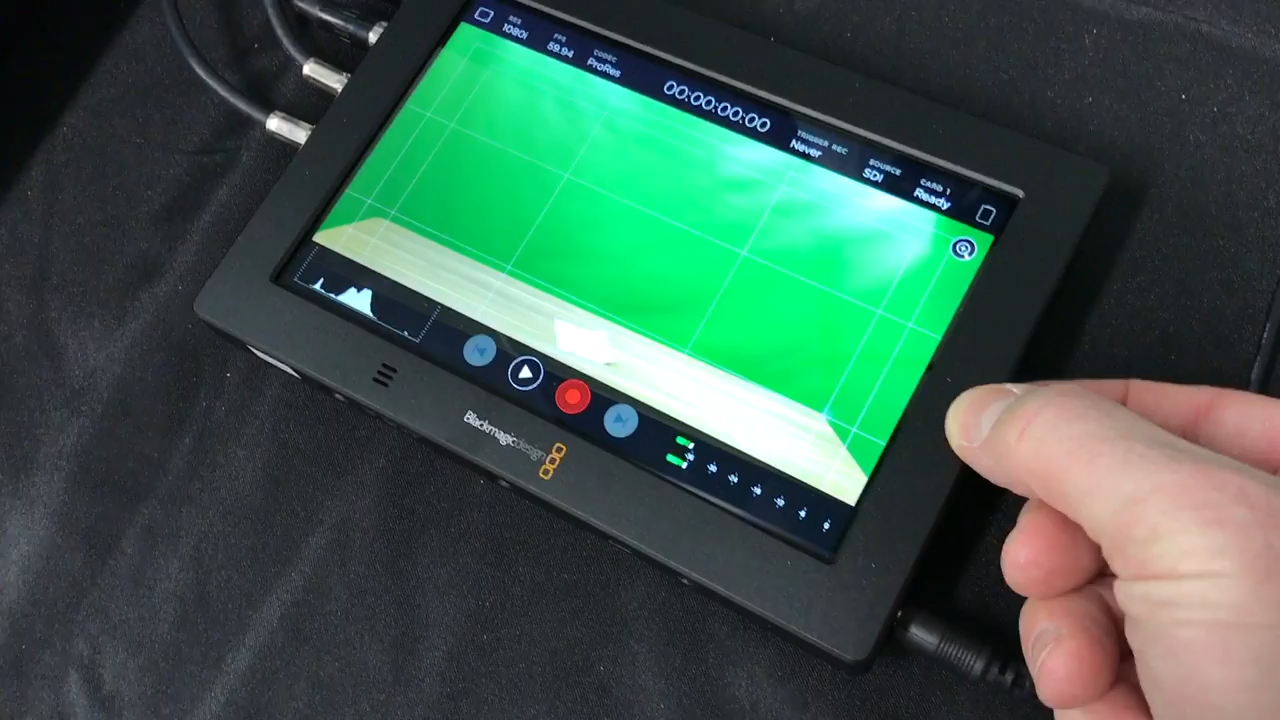 RES
1080i
FPS
59.94
CODEC
ProRes
00:00:00:00
TRIGGER REC
Never
SOURCE
SDI
CARD 1
Ready
Blackmagicdesign